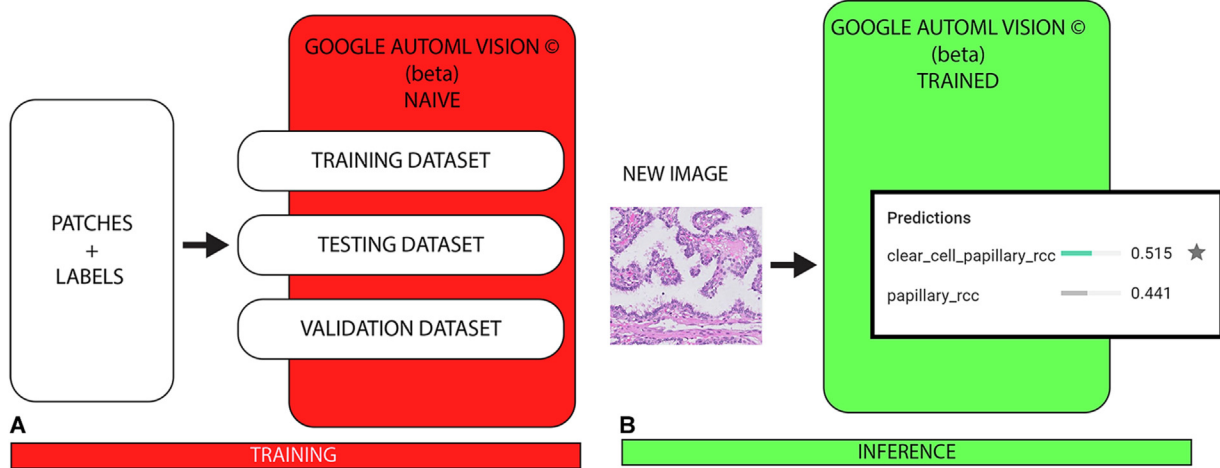 GOOGLE AUTOML VISION ©
(beta)
NAIVE
PATCHES
+
LABELS
TRAINING DATASET
TESTING DATASET
VALIDATION DATASET
A
TRAINING
GOOGLE AUTOML VISION ©
(beta)
TRAINED
NEW IMAGE
Predictions
clear_cell_papillary_rcc 0.515
papillary_rcc 0.441
B
INFERENCE